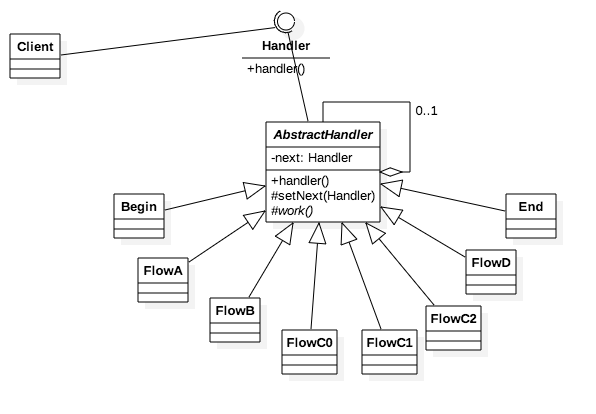 Client
Handler
+handler()
0..1
AbstractHandler
-next: Handler
+handler()
#setNext(Handler)
#work()
Begin
End
FlowA
FlowD
FlowB
FlowC2
FlowC0
FlowC1